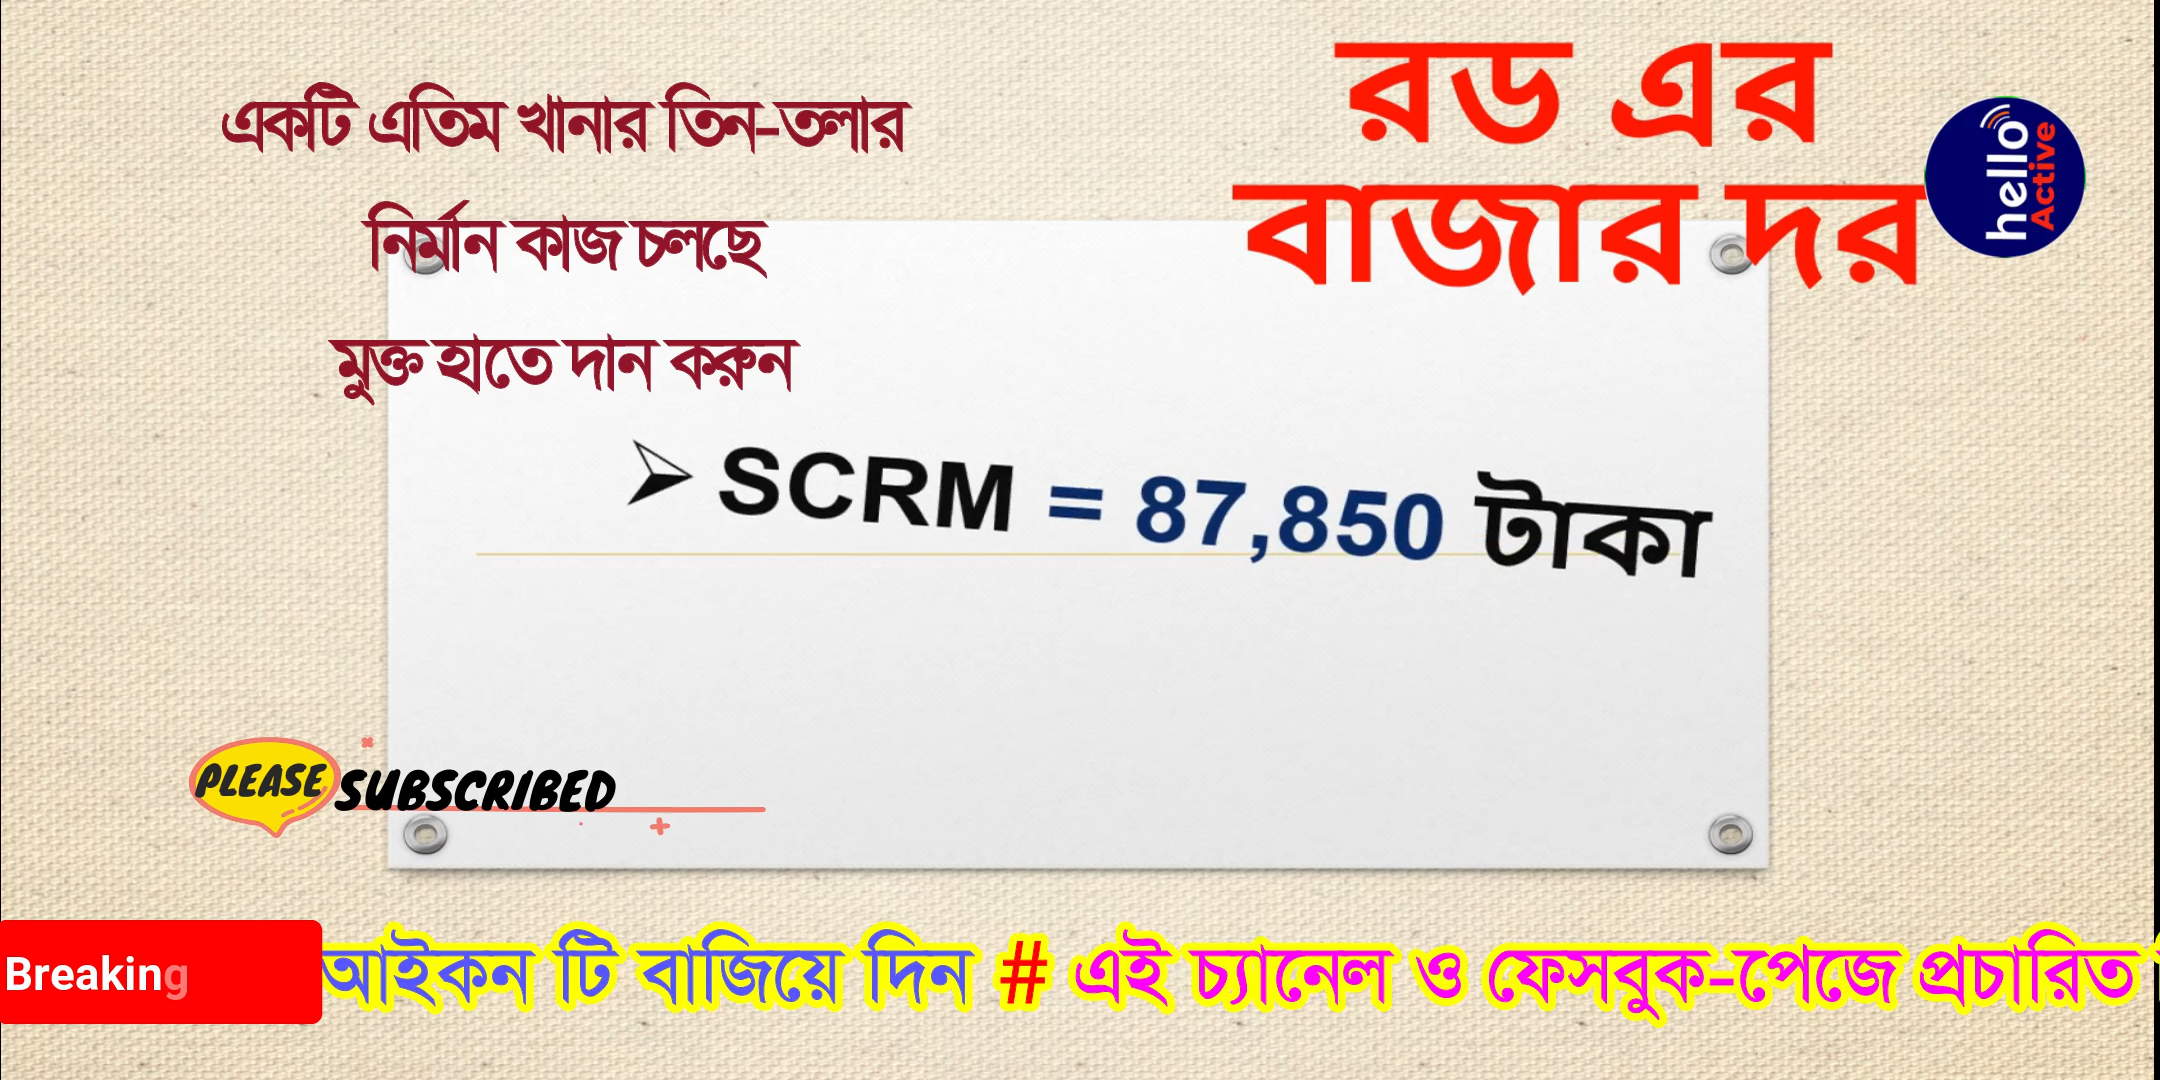 একটি এতিম খানার তিন-তলার
নির্মান কাজ চলছে
মুক্ত হাতে দান করুন
রড এর
বাজার দর
hello
Active
➢ SCRM = 87,850 টাকা
PLEASE SUBSCRIBED
Breaking
আইকন টি বাজিয়ে দিন # এই চ্যানেল ও ফেসবুক-পেজে প্রচারিত